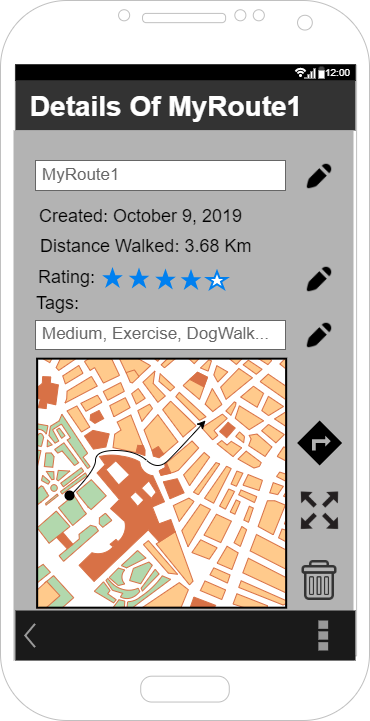 12:00
Details Of MyRoute1
MyRoute1
Created: October 9, 2019
Distance Walked: 3.68 Km
Rating:
Tags:
Medium, Exercise, DogWalk...